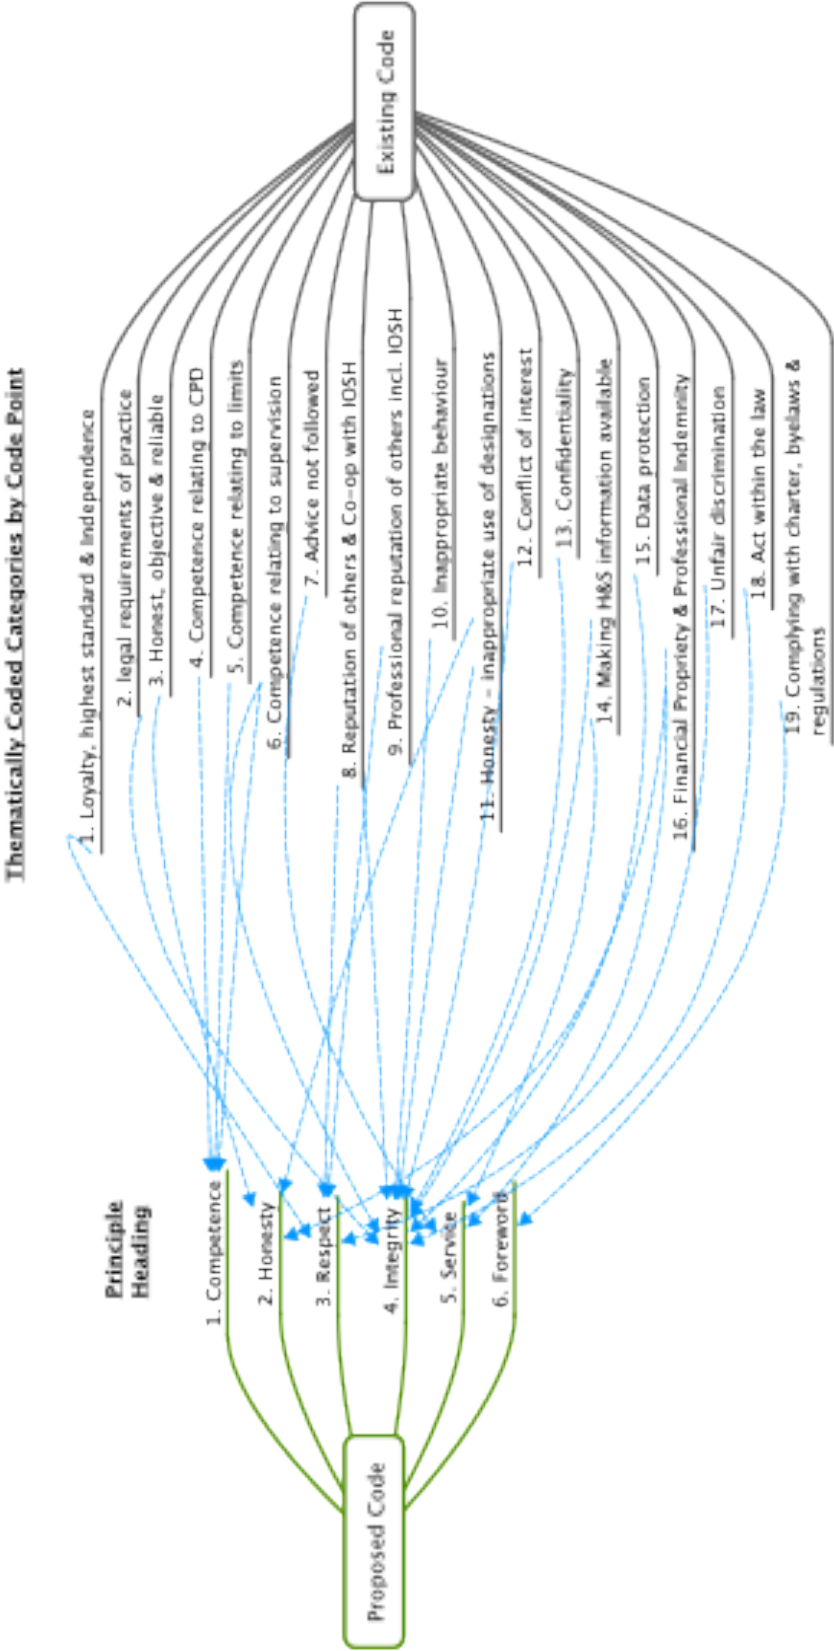 Thematically Coded Categories by Code Point
Principle
Heading
Proposed Code
1. Competence
2. Honesty
3. Respect
4. Integrity
5. Service
6. Foreword
1. Loyalty, highest standard & Independence
2. legal requirements of practice
3. Honest, objective & reliable
4. Competence relating to CPD
5. Competence relating to limits
6. Competence relating to supervision
7. Advice not followed
8. Reputation of others & Co-op with IOSH
9. Professional reputation of others incl. IOSH
10. Inappropriate behaviour
11. Honesty - inappropriate use of designations
12. Conflict of interest
13. Confidentiality
14. Making H&S information available
15. Data protection
16. Financial Propriety & Professional Indemnity
17. Unfair discrimination
18. Act within the law
19. Complying with charter, byelaws &
regulations
Existing Code